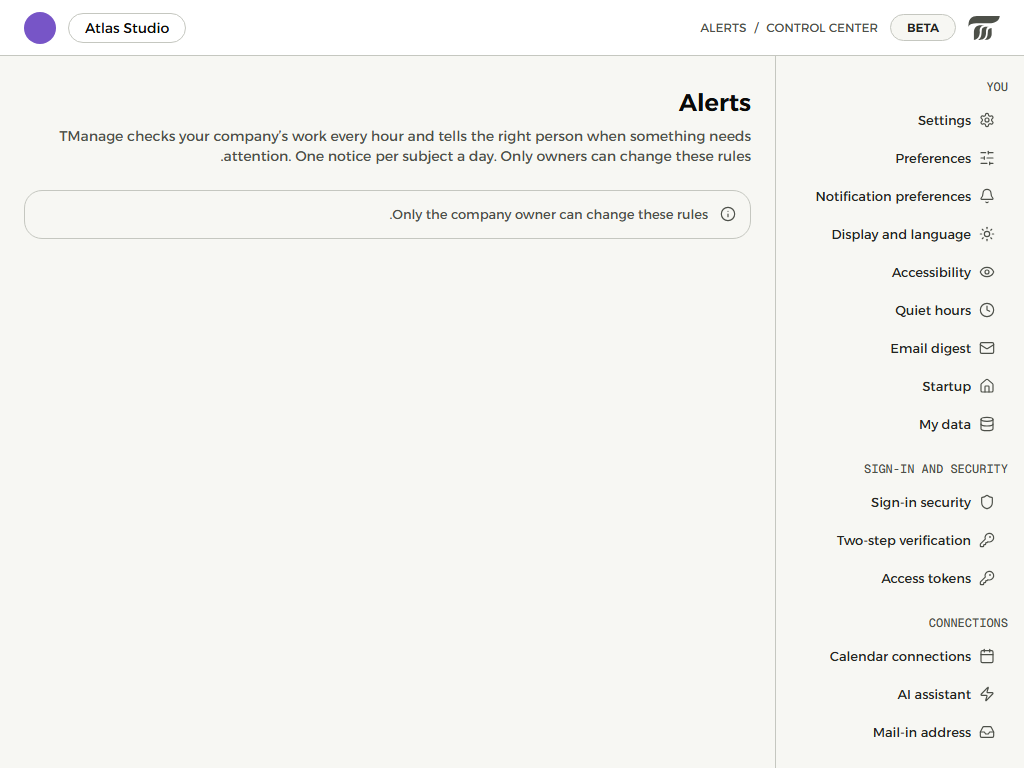 Atlas Studio
ALERTS / CONTROL CENTER
BETA
Alerts
TManage checks your company's work every hour and tells the right person when something needs
.attention. One notice per subject a day. Only owners can change these rules
.Only the company owner can change these rules
YOU
Settings
Preferences
Notification preferences
Display and language
Accessibility
Quiet hours
Email digest
Startup
My data
SIGN-IN AND SECURITY
Sign-in security
Two-step verification
Access tokens
CONNECTIONS
Calendar connections
AI assistant
Mail-in address